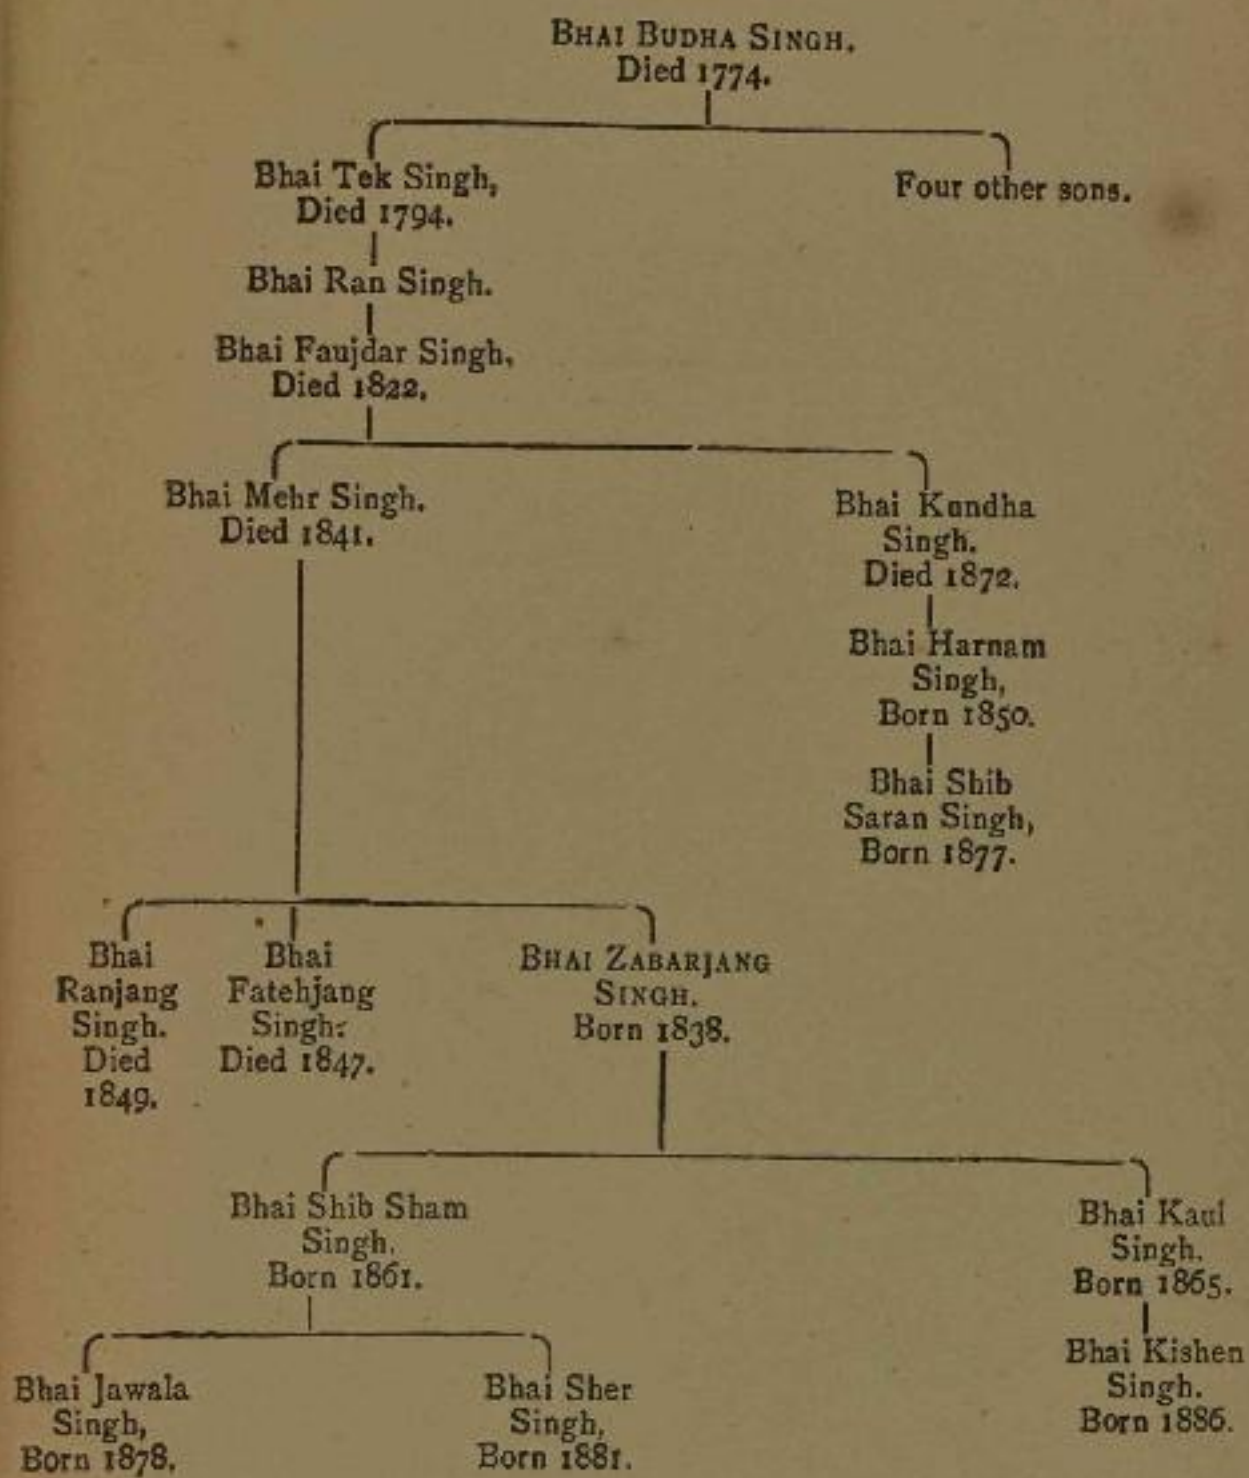 BHAI BUDHA SINGH.
Died 1774.
Bhai Tek Singh,
Died 1794.
Four other sons.
Bhai Ran Singh.
Bhai Faujdar Singh,
Died 1822.
Bhai Mehr Singh.
Died 1841.
Bhai Kundha
Singh.
Died 1872.
Bhai Harnam
Singh,
Born 1850.
Bhai Shib
Saran Singh,
Born 1877.
Bhai
Ranjang
Singh.
Died
1849.
Bhai
Fatehjang
Singh:
Died 1847.
BHAI ZABARJANG
SINGH.
Born 1838.
Bhai Shib Sham
Singh.
Born 1861.
Bhai Kaul
Singh.
Born 1865.
Bhai Jawala
Singh,
Born 1878.
Bhai Sher
Singh,
Born 1881.
Bhai Kishen
Singh.
Born 1886.